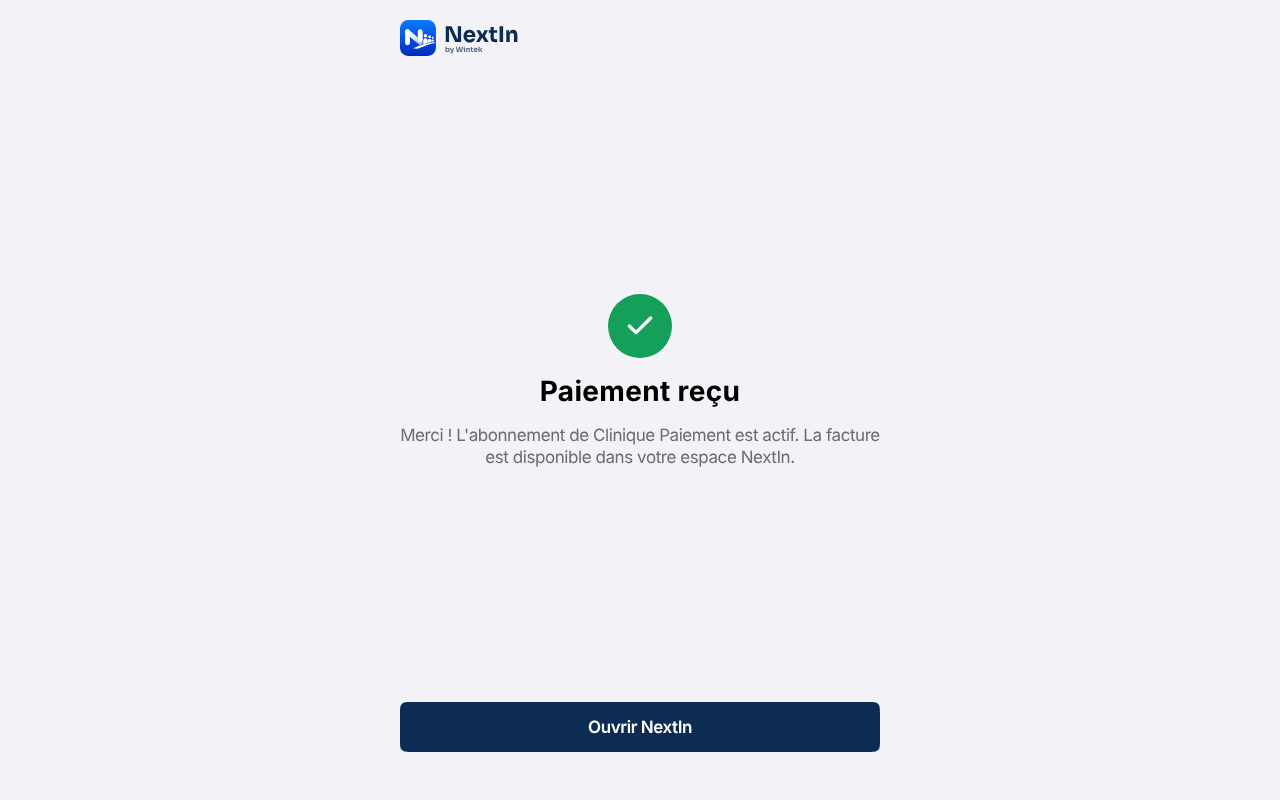 NextIn
by Wintek
Paiement reçu
Merci ! L'abonnement de Clinique Paiement est actif. La facture
est disponible dans votre espace NextIn.
Ouvrir NextIn